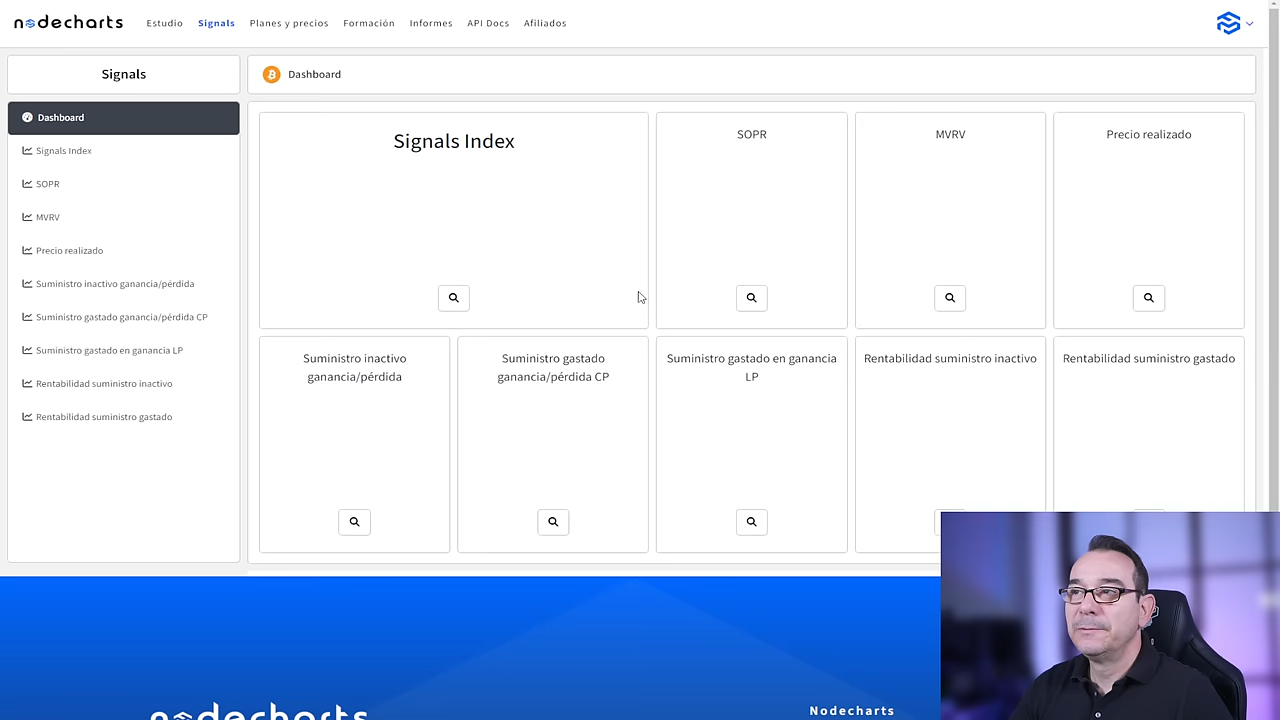 nodecharts
Estudio
Signals
Planes y precios
Formación
Informes
API Docs
Afiliados
Signals
Dashboard
Dashboard
Signals Index
SOPR
MVRV
Precio realizado
Suministro inactivo ganancia/pérdida
Suministro gastado ganancia/pérdida CP
Suministro gastado en ganancia LP
Rentabilidad suministro inactivo
Rentabilidad suministro gastado
Signals Index
SOPR
MVRV
Precio realizado
Suministro inactivo
ganancia/pérdida
Suministro gastado
ganancia/pérdida CP
Suministro gastado en ganancia
LP
Rentabilidad suministro inactivo
Rentabilidad suministro gastado
nodecharts
Nodecharts